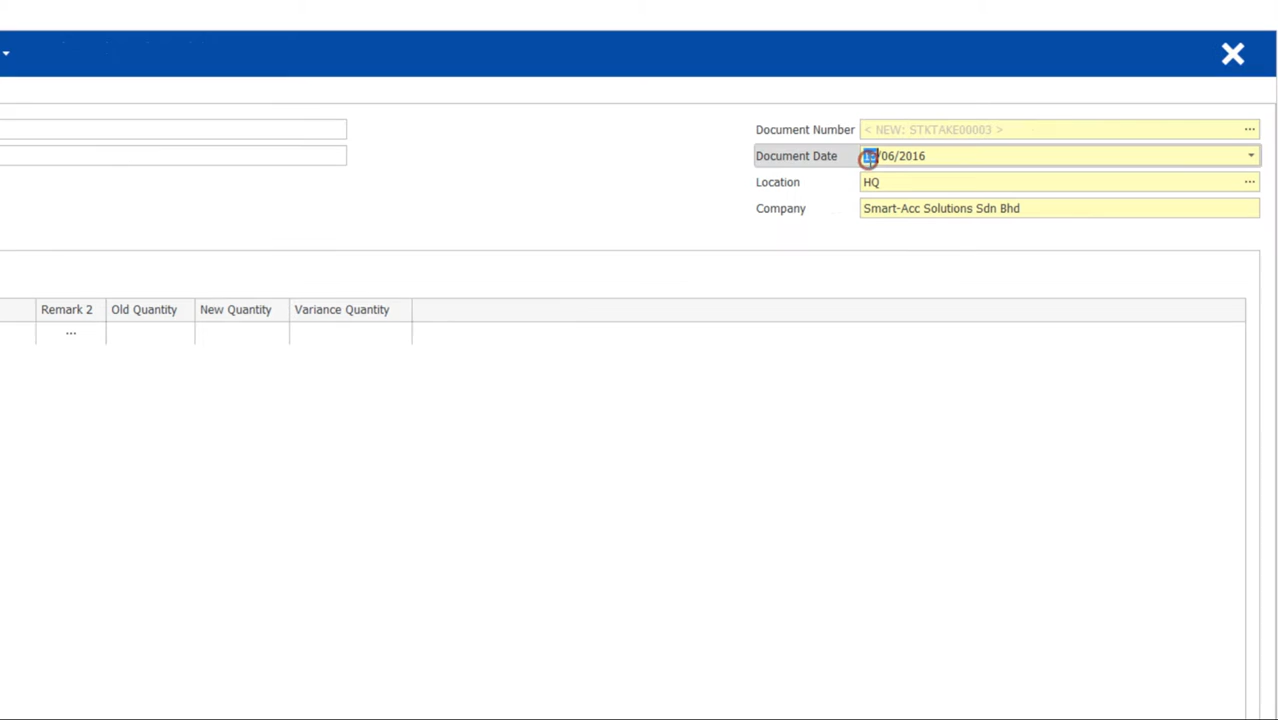 Document Number < NEW: STKTAKE00003 > ...
Document Date /06/2016
Location HQ ...
Company Smart-Acc Solutions Sdn Bhd
Remark 2 Old Quantity New Quantity Variance Quantity
...